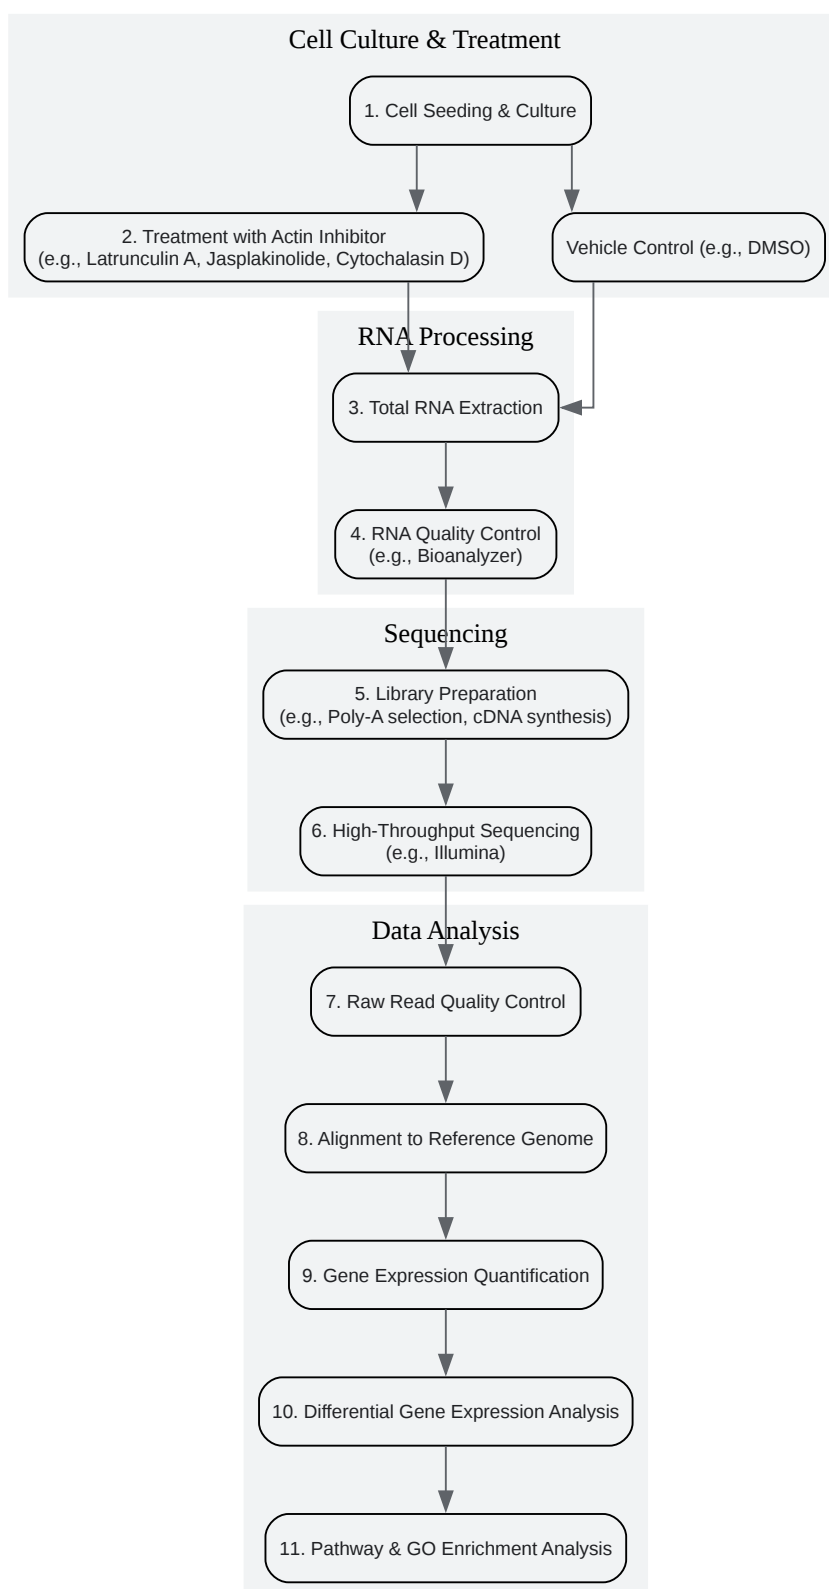 Cell Culture & Treatment
1. Cell Seeding & Culture
2. Treatment with Actin Inhibitor
(e.g., Latrunculin A, Jasplakinolide, Cytochalasin D)
Vehicle Control (e.g., DMSO)
RNA Processing
3. Total RNA Extraction
4. RNA Quality Control
(e.g., Bioanalyzer)
Sequencing
5. Library Preparation
(e.g., Poly-A selection, cDNA synthesis)
6. High-Throughput Sequencing
(e.g., Illumina)
Data Analysis
7. Raw Read Quality Control
8. Alignment to Reference Genome
9. Gene Expression Quantification
10. Differential Gene Expression Analysis
11. Pathway & GO Enrichment Analysis